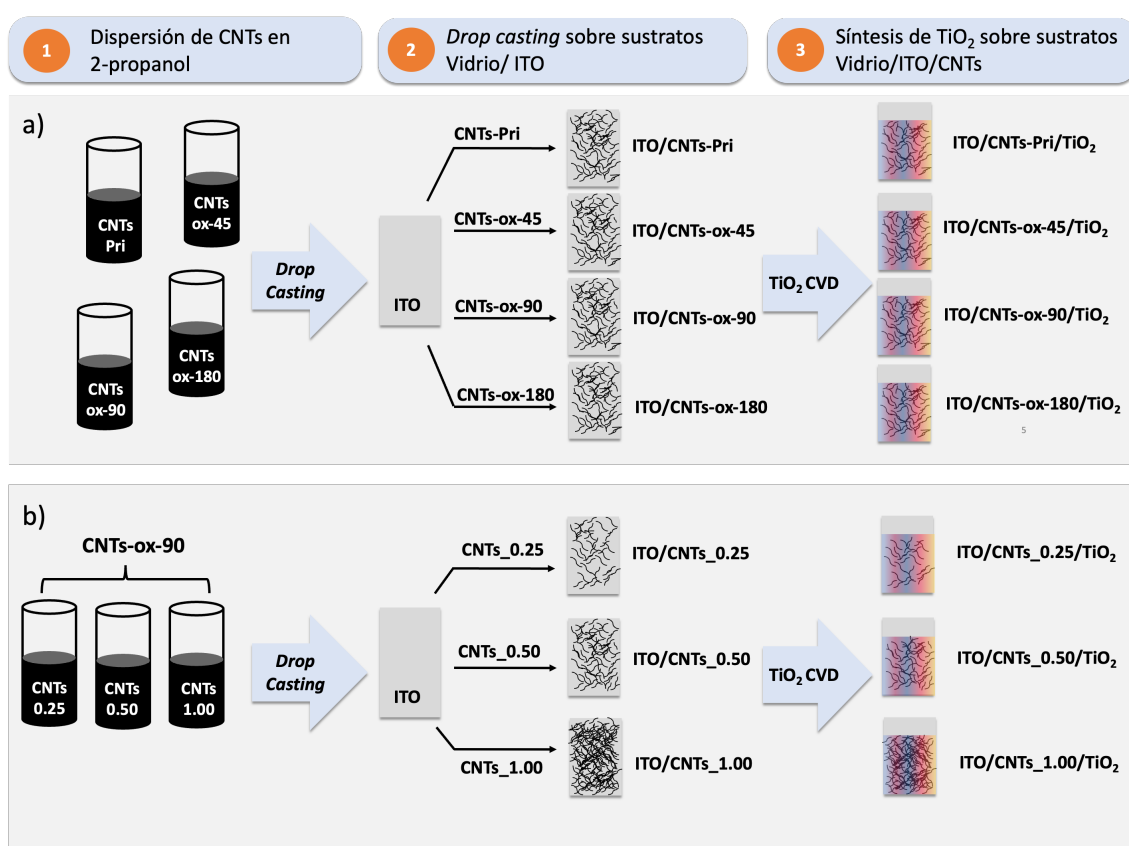 1
Dispersión de CNTs en
2-propanol
2
Drop casting sobre sustratos
Vidrio/ ITO
3
Síntesis de TiO₂ sobre sustratos
Vidrio/ITO/CNTs
a)
CNTs
Pri
CNTs
ox-45
CNTs
ox-90
CNTs
ox-180
Drop
Casting
ITO
CNTs-Pri
CNTs-ox-45
CNTs-ox-90
CNTs-ox-180
ITO/CNTs-Pri
ITO/CNTs-ox-45
ITO/CNTs-ox-90
ITO/CNTs-ox-180
TiO₂ CVD
ITO/CNTs-Pri/TiO₂
ITO/CNTs-ox-45/TiO₂
ITO/CNTs-ox-90/TiO₂
ITO/CNTs-ox-180/TiO₂
5
b)
CNTs-ox-90
CNTs
0.25
CNTs
0.50
CNTs
1.00
Drop
Casting
ITO
CNTs_0.25
CNTs_0.50
CNTs_1.00
ITO/CNTs_0.25
ITO/CNTs_0.50
ITO/CNTs_1.00
TiO₂ CVD
ITO/CNTs_0.25/TiO₂
ITO/CNTs_0.50/TiO₂
ITO/CNTs_1.00/TiO₂